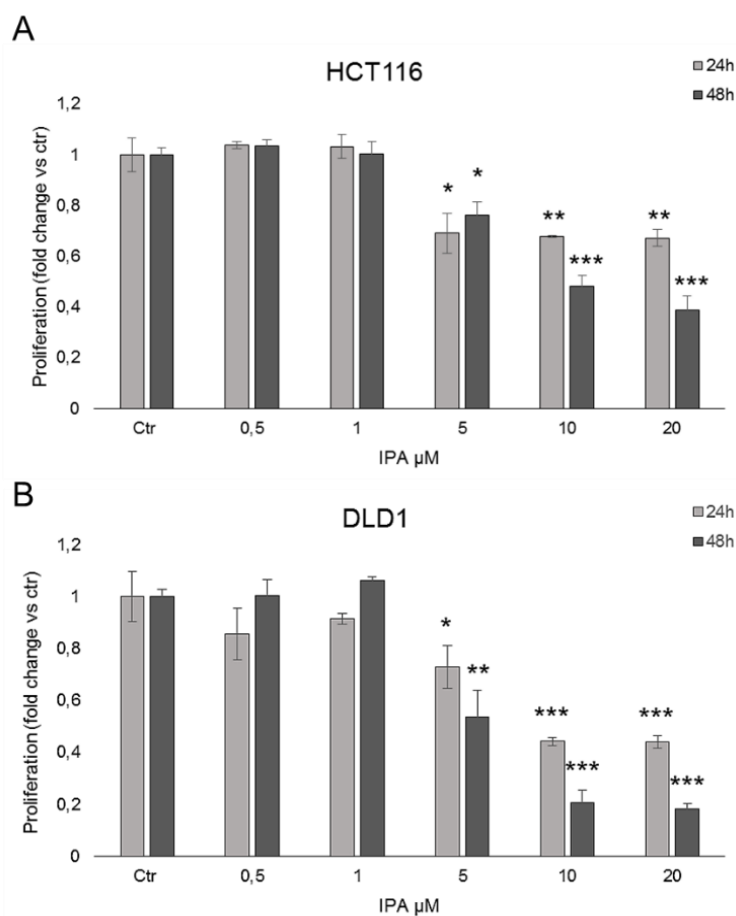 A
HCT116
24h
48h
Proliferation (fold change vs ctr)
1,2
1
0,8
0,6
0,4
0,2
0
*
*
**
***
**
***
Ctr
0,5
1
5
10
20
IPA µM
B
DLD1
24h
48h
Proliferation (fold change vs ctr)
1,2
1
0,8
0,6
0,4
0,2
0
*
**
***
***
***
***
Ctr
0,5
1
5
10
20
IPA µM